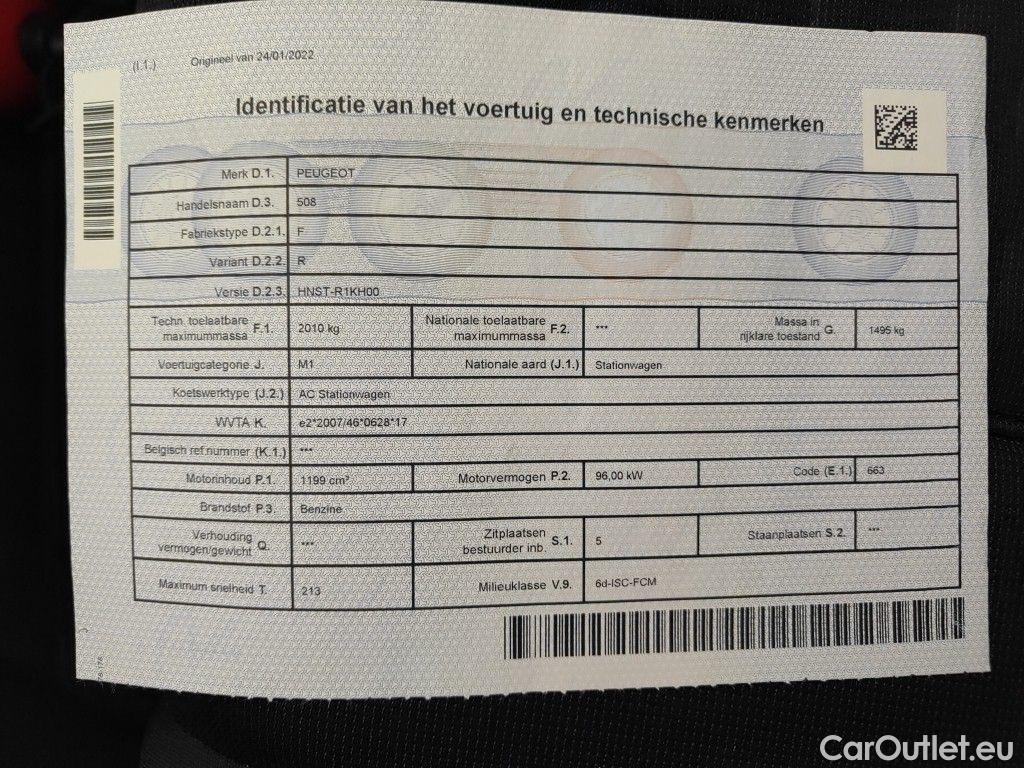 (I.1.) Origineel van 24/01/2022
Identificatie van het voertuig en technische kenmerken
Merk D.1. PEUGEOT
Handelsnaam D.3. 508
Fabriekstype D.2.1. F
Variant D.2.2. R
Versie D.2.3. HNST-R1KH00
Techn. toelaatbare maximummassa F.1. 2010 kg Nationale toelaatbare maximummassa F.2. *** Massa in rijklare toestand G. 1495 kg
Voertuigcategorie J. M1 Nationale aard (J.1.) Stationwagen
Koetswerktype (J.2.) AC Stationwagen
WVTA K. e2*2007/46*0628*17
Belgisch ref.nummer (K.1.) ***
Motorinhoud P.1. 1199 cm³ Motorvermogen P.2. 96,00 kW Code (E.1.) 663
Brandstof P.3. Benzine
Verhouding vermogen/gewicht Q. *** Zitplaatsen bestuurder inb. S.1. 5 Staanplaatsen S.2. ***
Maximum snelheid T. 213 Milieuklasse V.9. 6d-ISC-FCM
CarOutlet.eu